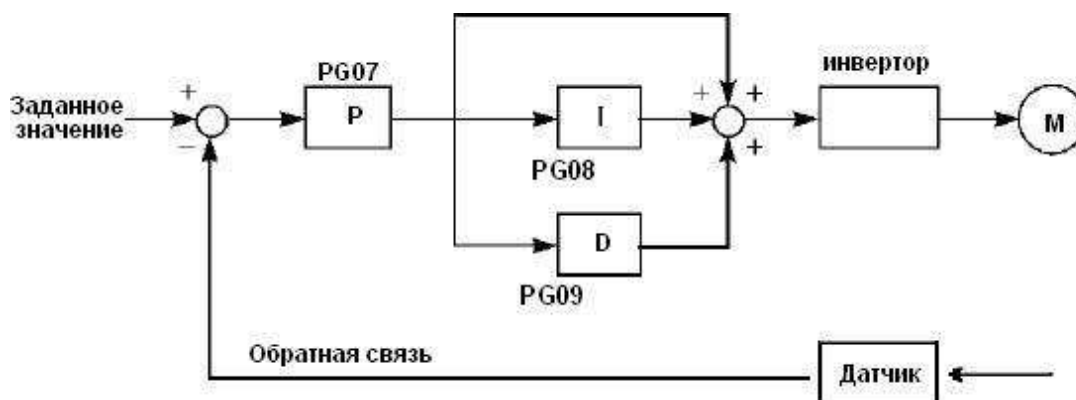 PG07
инвертор
Заданное
значение
+
−
P
I
+
+
+
M
PG08
D
PG09
Обратная связь
Датчик